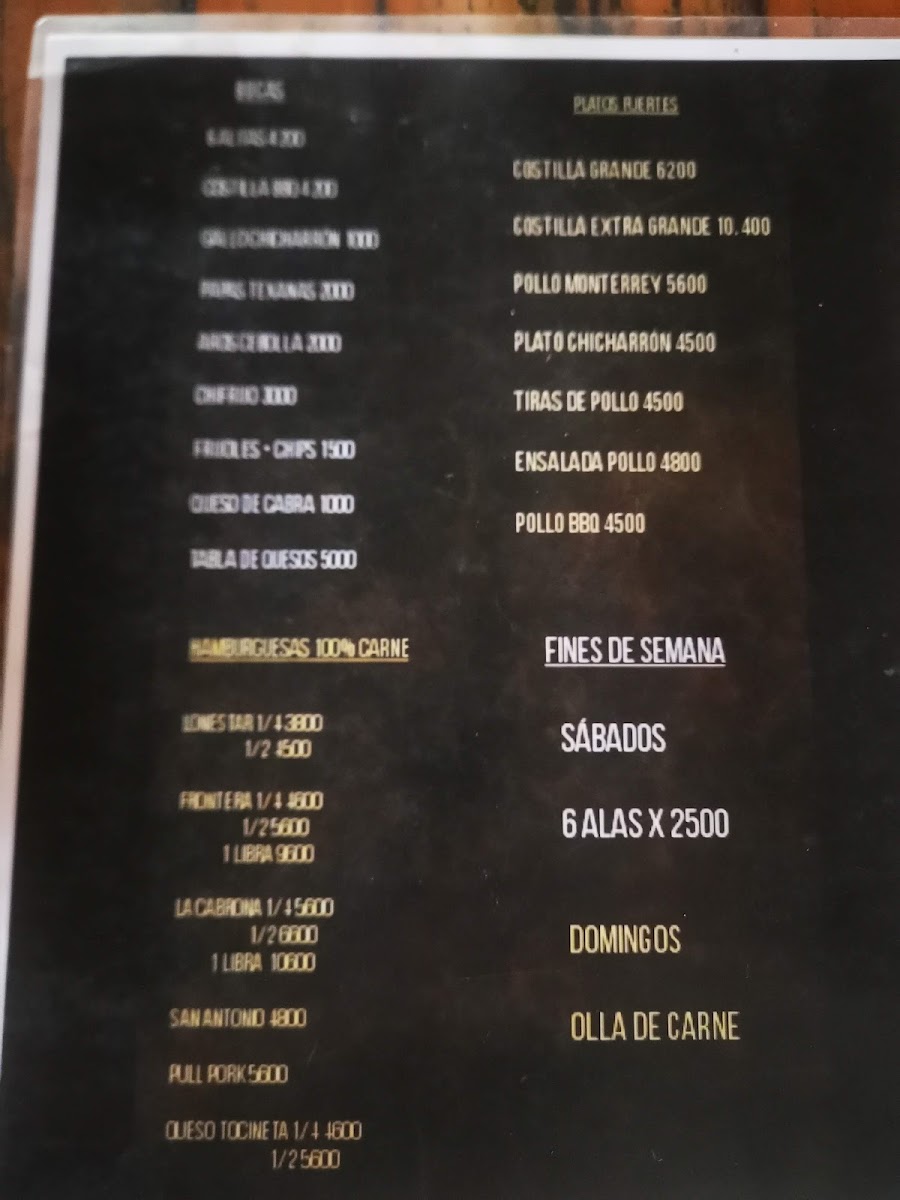 BOCAS
6 ALITAS 4200
COSTILLA BBQ 4200
GALLO CHICHARRÓN 1000
PAPAS TEXANAS 2000
AROS CEBOLLA 2000
CHIFRIJO 3000
FRIJOLES + CHIPS 1500
QUESO DE CABRA 1000
TABLA DE QUESOS 5000
HAMBURGUESAS 100% CARNE
LONESTAR 1/4 3800
1/2 4500
FRONTERA 1/4 4600
1/2 5600
1 LIBRA 9600
LA CABRONA 1/4 5600
1/2 6600
1 LIBRA 10600
SAN ANTONIO 4800
PULL PORK 5600
QUESO TOCINETA 1/4 4600
1/2 5600
PLATOS FUERTES
COSTILLA GRANDE 6200
COSTILLA EXTRA GRANDE 10.400
POLLO MONTERREY 5600
PLATO CHICHARRÓN 4500
TIRAS DE POLLO 4500
ENSALADA POLLO 4800
POLLO BBQ 4500
FINES DE SEMANA
SÁBADOS
6 ALAS X 2500
DOMINGOS
OLLA DE CARNE